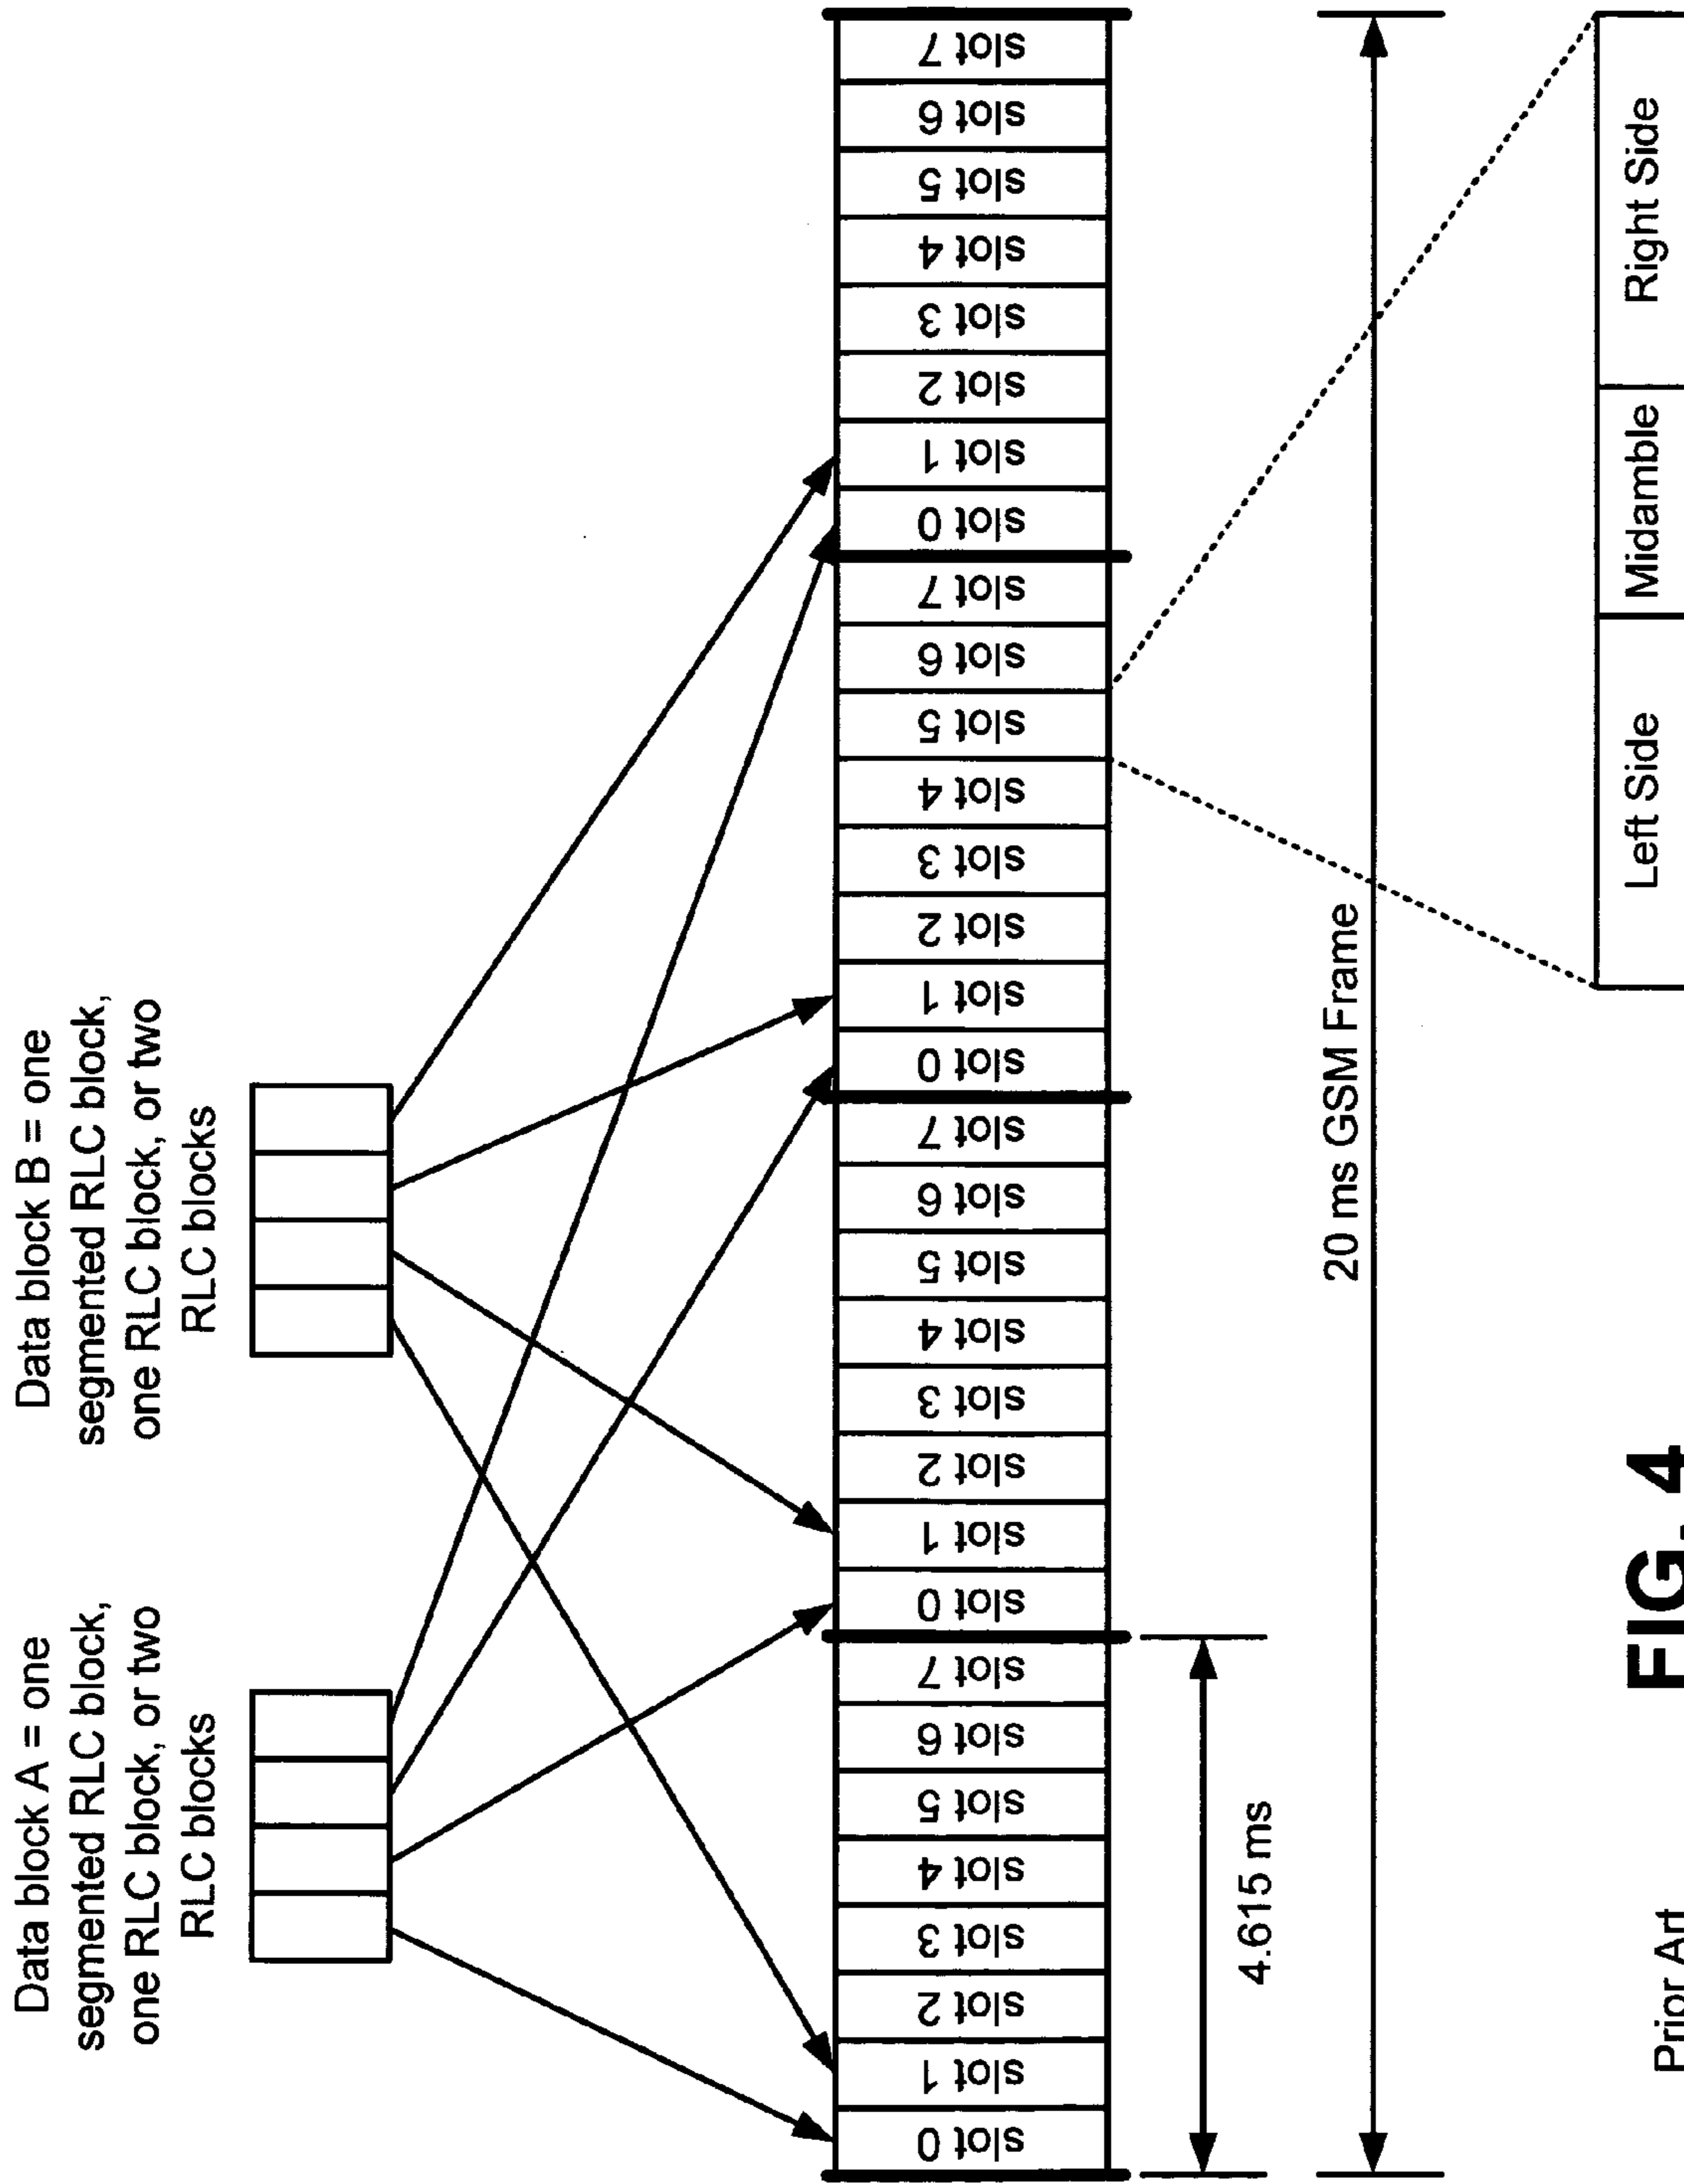 Data block A = one
segmented RLC block,
one RLC block, or two
RLC blocks
Data block B = one
segmented RLC block,
one RLC block, or two
RLC blocks
slot 0
slot 1
slot 2
slot 3
slot 4
slot 5
slot 6
slot 7
slot 0
slot 1
slot 2
slot 3
slot 4
slot 5
slot 6
slot 7
slot 0
slot 1
slot 2
slot 3
slot 4
slot 5
slot 6
slot 7
slot 0
slot 1
slot 2
slot 3
slot 4
slot 5
slot 6
slot 7
4.615 ms
20 ms GSM Frame
Left Side
Midamble
Right Side
Prior Art
FIG. 4